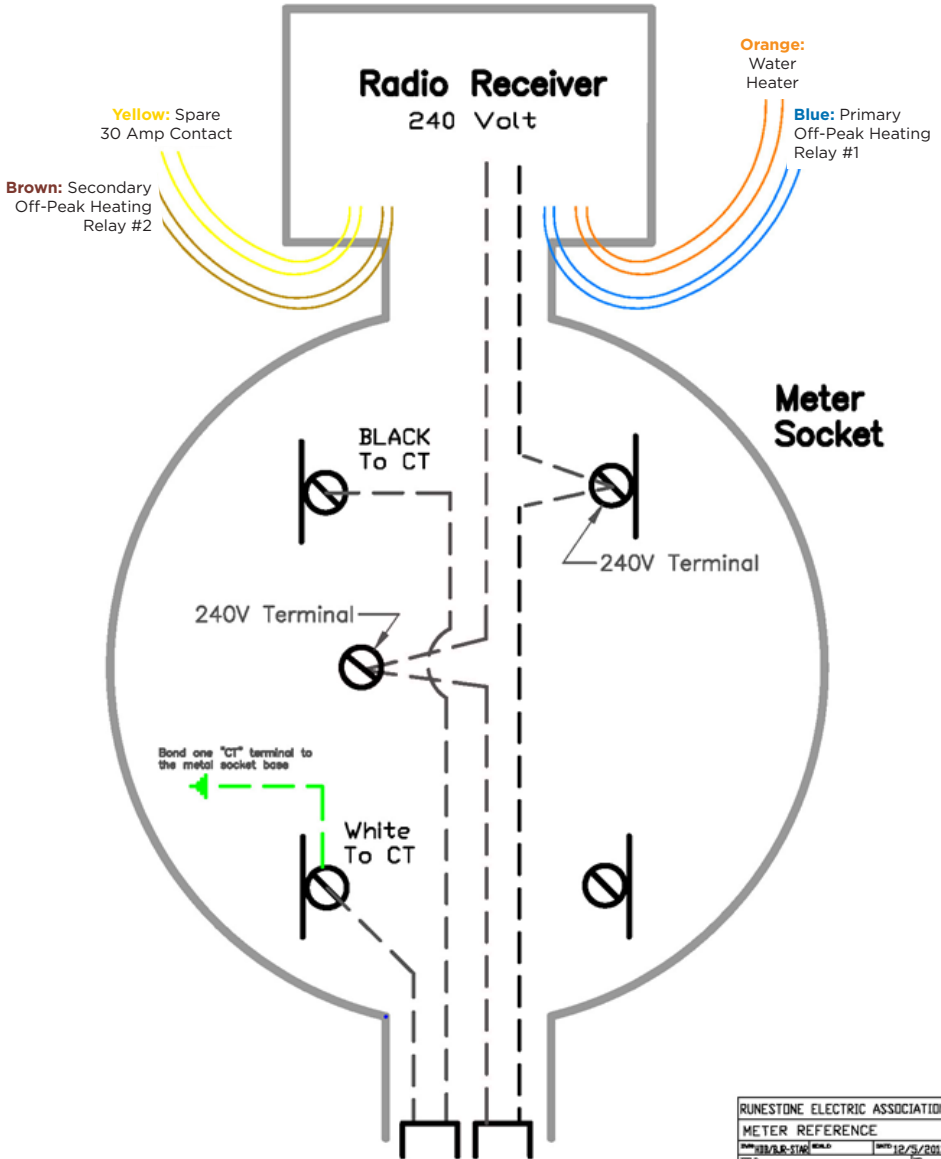 Radio Receiver
240 Volt
Orange:
Water
Heater
Yellow: Spare
30 Amp Contact
Blue: Primary
Off-Peak Heating
Relay #1
Brown: Secondary
Off-Peak Heating
Relay #2
Meter
Socket
BLACK
To CT
240V Terminal
240V Terminal
Bond one "CT" terminal to
the metal socket base
White
To CT
RUNESTONE ELECTRIC ASSOCIATION
METER REFERENCE